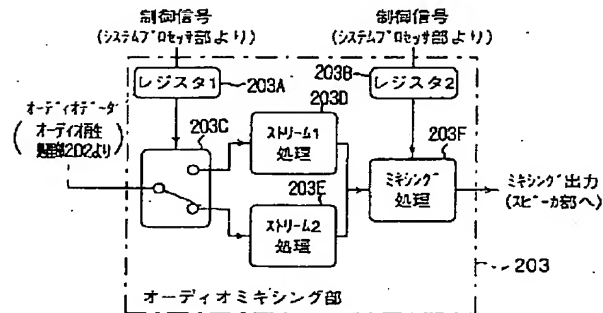 制御信号
(システムプロセッサ部より)
制御信号
(システムプロセッサ部より)
レジスタ1
203A
203B
レジスタ2
オーディオデータ
(オーディオ再生
処理部202より)
203C
203D
ストリーム1
処理
203E
ストリーム2
処理
203F
ミキシング
処理
ミキシング出力
(スピーカ部へ)
203
オーディオミキシング部